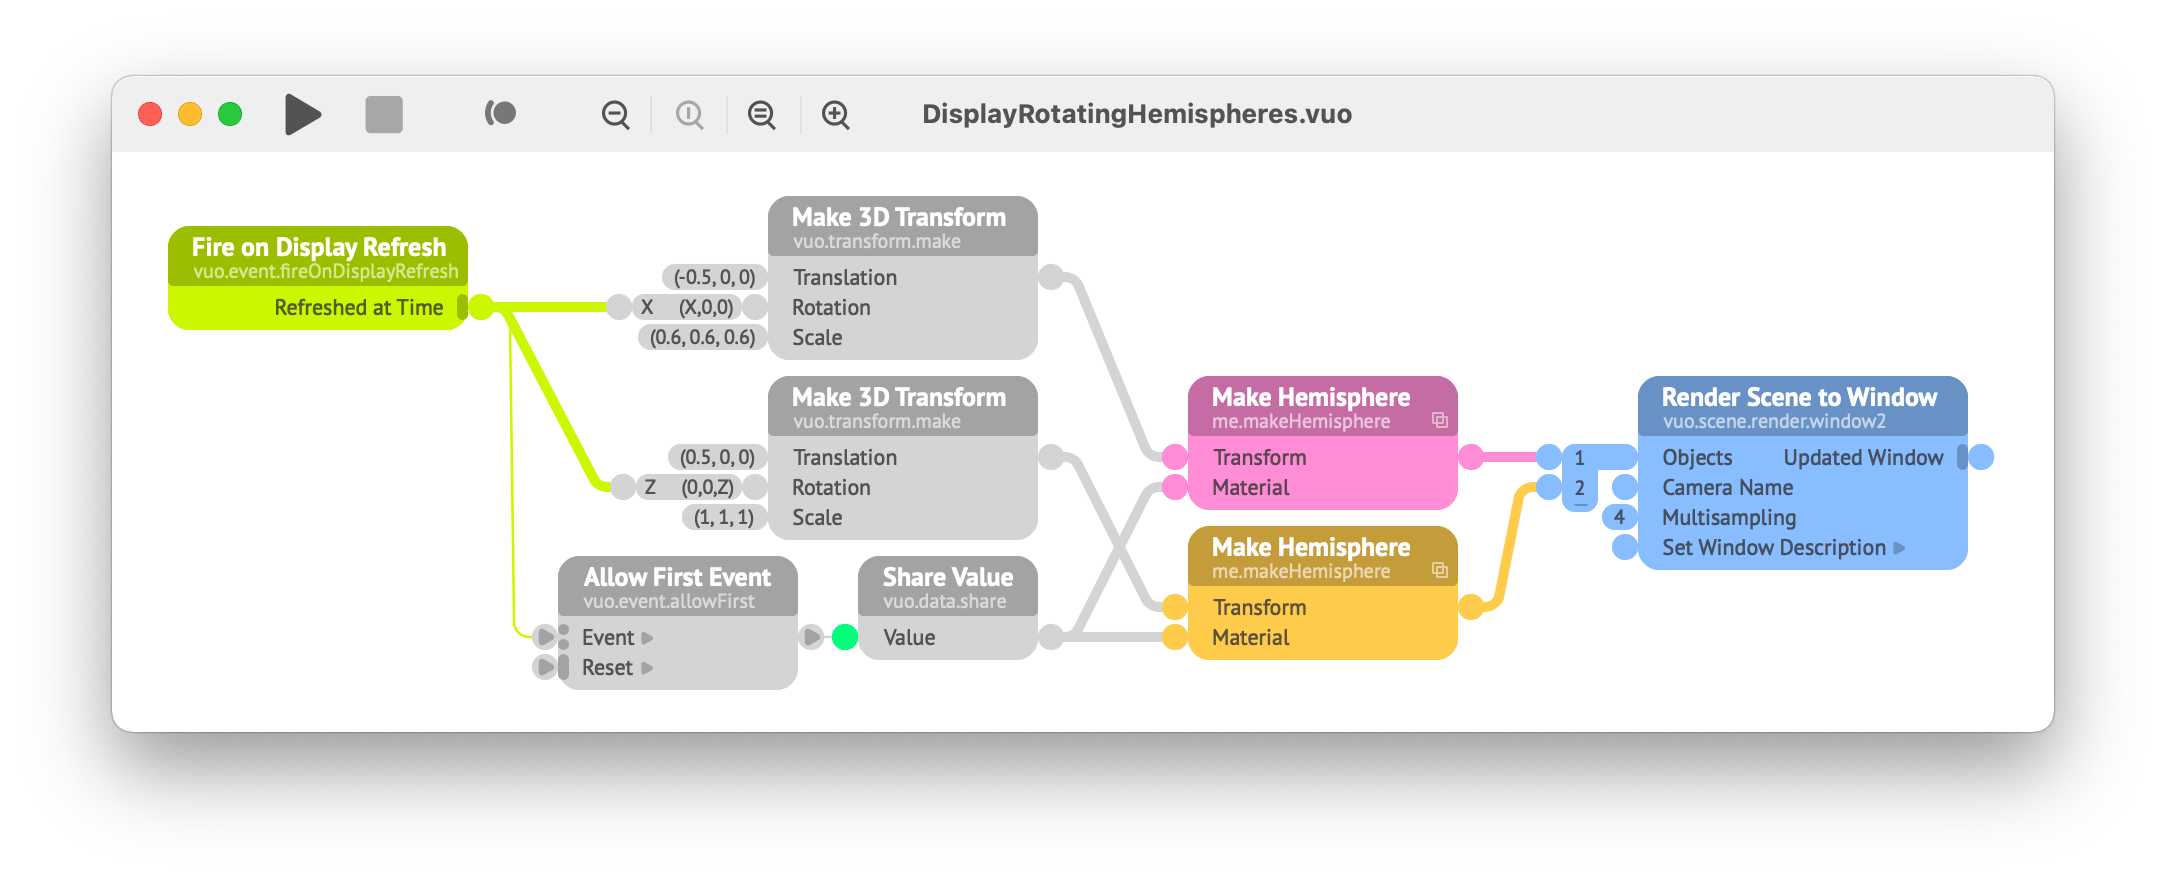 DisplayRotatingHemispheres.vuo
Fire on Display Refresh
vuo.event.fireOnDisplayRefresh
Refreshed at Time
Make 3D Transform
vuo.transform.make
(-0.5, 0, 0) Translation
X (X,0,0) Rotation
(0.6, 0.6, 0.6) Scale
Make 3D Transform
vuo.transform.make
(0.5, 0, 0) Translation
Z (0,0,Z) Rotation
(1, 1, 1) Scale
Allow First Event
vuo.event.allowFirst
Event
Reset
Share Value
vuo.data.share
Value
Make Hemisphere
me.makeHemisphere
Transform
Material
Make Hemisphere
me.makeHemisphere
Transform
Material
Render Scene to Window
vuo.scene.render.window2
1 Objects Updated Window
2 Camera Name
4 Multisampling
Set Window Description